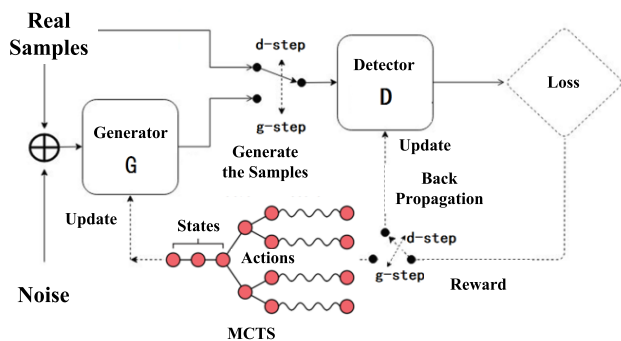 Real
Samples
d-step
g-step
Generate
the Samples
Detector
D
Loss
Generator
G
Update
Back
Propagation
Update
States
Actions
d-step
g-step
Reward
Noise
MCTS